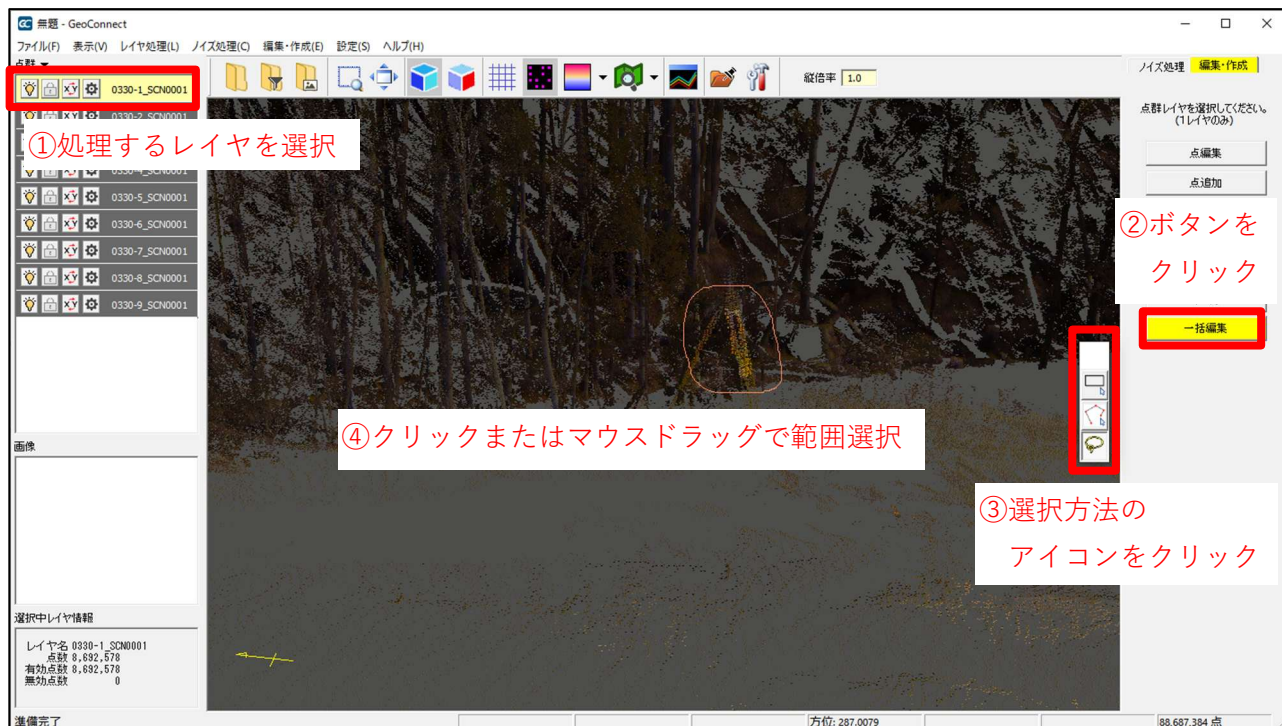 無題 - GeoConnect
ファイル(F) 表示(V) レイヤ処理(L) ノイズ処理(C) 編集・作成(E) 設定(S) ヘルプ(H)
点群
縦倍率 1.0
ノイズ処理 編集・作成
0330-1_SCN0001
点群レイヤを選択してください。
(1レイヤのみ)
①処理するレイヤを選択
点編集
点追加
0330-5_SCN0001
0330-6_SCN0001
0330-7_SCN0001
0330-8_SCN0001
0330-9_SCN0001
②ボタンを
クリック
一括編集
④クリックまたはマウスドラッグで範囲選択
画像
③選択方法の
アイコンをクリック
選択中レイヤ情報
レイヤ名 0330-1_SCN0001
点数 8,692,578
有効点数 8,692,578
無効点数 0
準備完了
方位: 287.0079
88,687,384 点